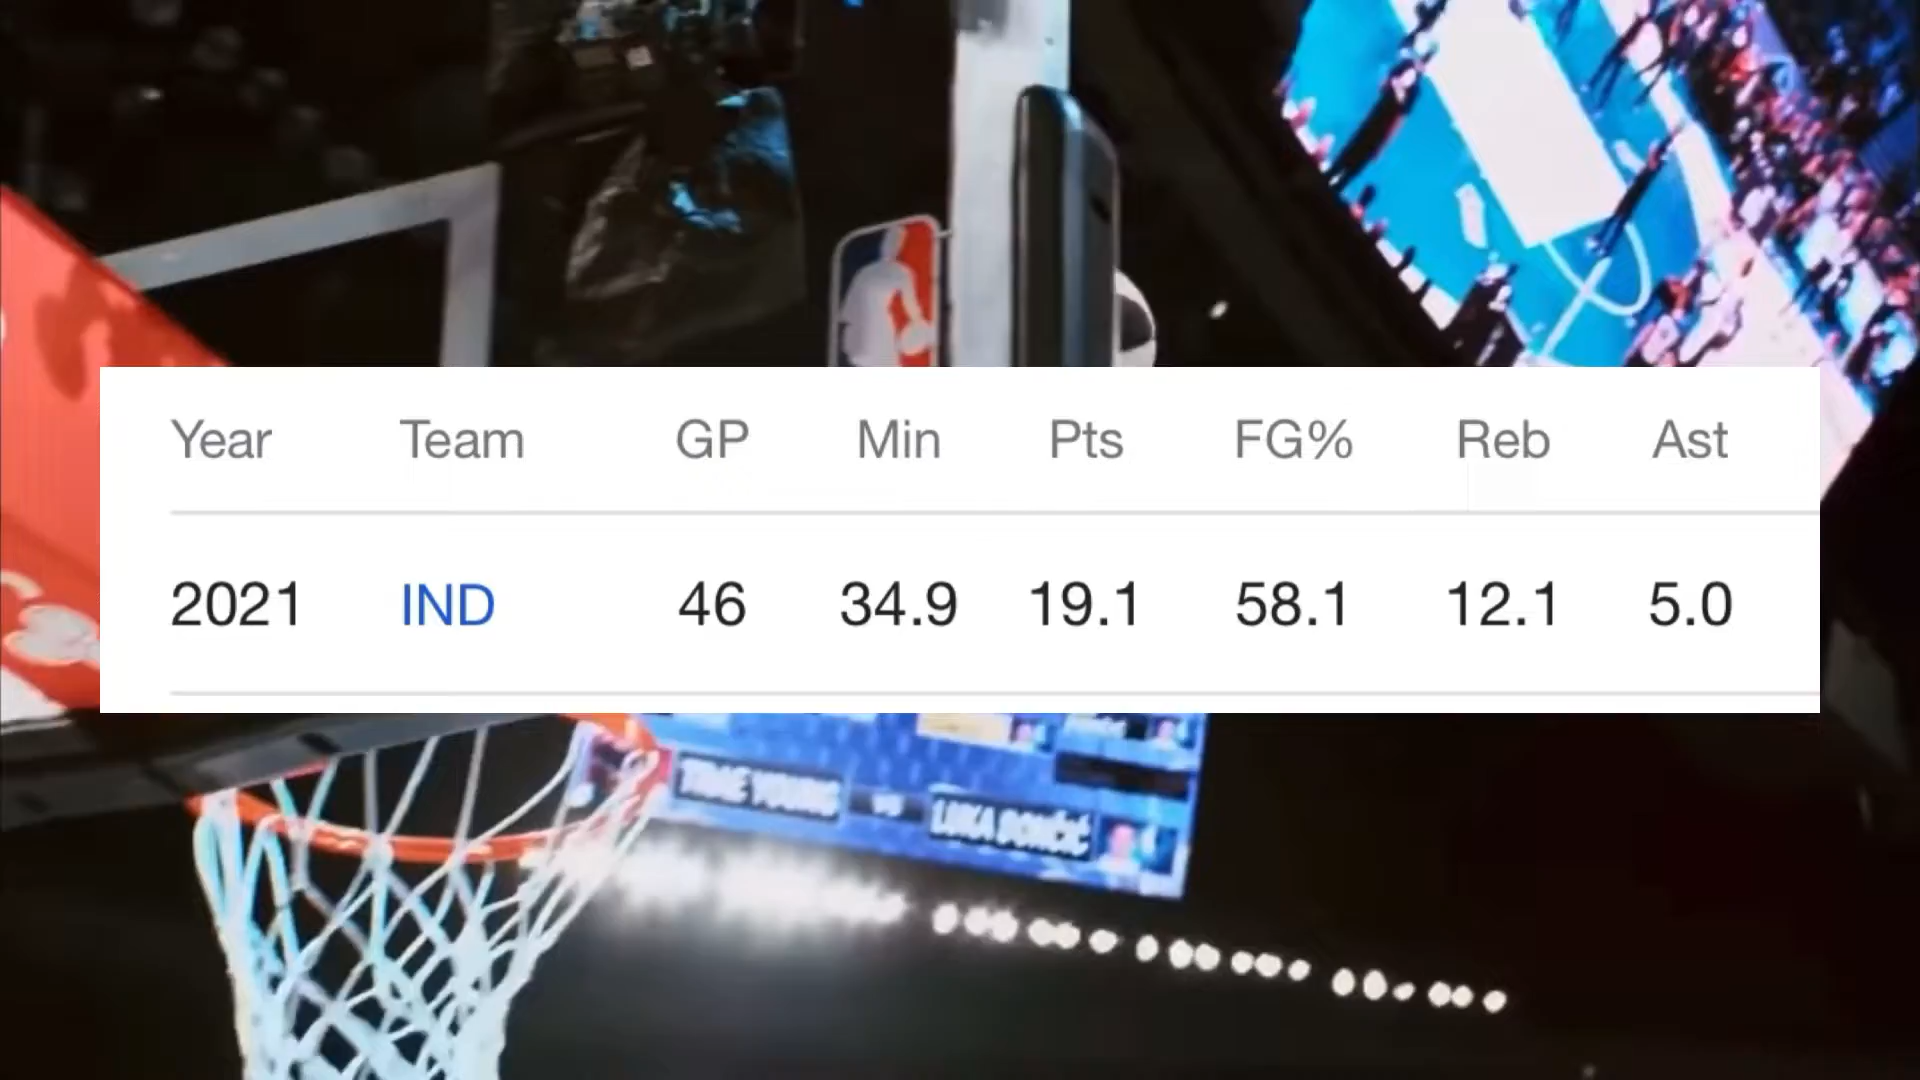 Year Team GP Min Pts FG% Reb Ast
2021 IND 46 34.9 19.1 58.1 12.1 5.0
TRAE YOUNG VS LUKA DONČIĆ